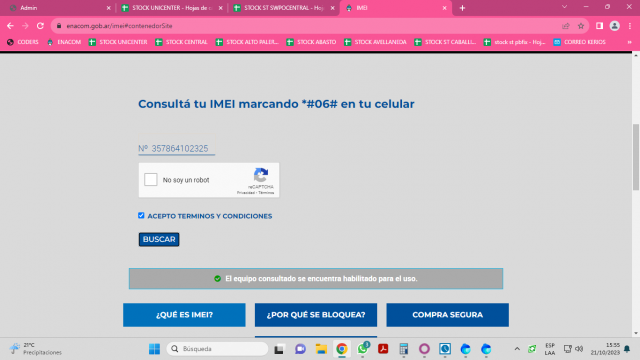 Admin
STOCK UNICENTER - Hojas de c
STOCK ST SWPOCENTRAL - Hoj
IMEI
enacom.gob.ar/imei#contenedorSite
CODERS
ENACOM
STOCK UNICENTER
STOCK CENTRAL
STOCK ALTO PALER...
STOCK ABASTO
STOCK AVELLANEDA
STOCK ST CABALLI...
stock st pbfix - Hoj...
CORREO KERIOS
Consultá tu IMEI marcando *#06# en tu celular
Nº 357864102325
No soy un robot
reCAPTCHA
Privacidad - Términos
ACEPTO TERMINOS Y CONDICIONES
BUSCAR
El equipo consultado se encuentra habilitado para el uso.
¿QUÉ ES IMEI?
¿POR QUÉ SE BLOQUEA?
COMPRA SEGURA
21°C
Precipitaciones
Búsqueda
ESP
LAA
15:55
21/10/2023